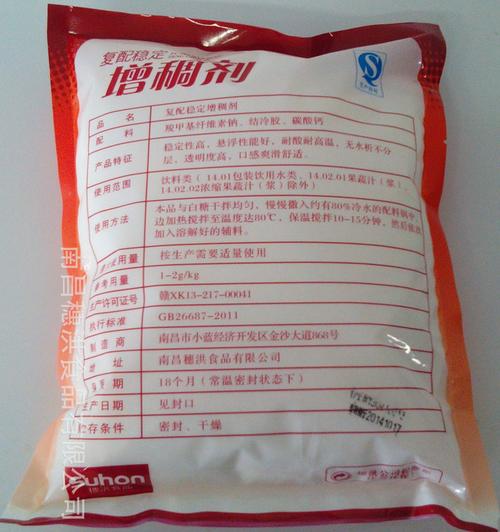 复配稳定
增稠剂
品名 复配稳定增稠剂
配料 羧甲基纤维素钠、结冷胶、碳酸钙
产品特征 稳定性高，悬浮性能好，耐酸耐高温，无水析不分
层，透明度高，口感爽滑舒适。
使用范围 饮料类（14.01包装饮用水类、14.02.01果蔬汁（浆）、
14.02.02浓缩果蔬汁（浆）除外）
使用方法 本品与白糖干拌均匀，慢慢撒入约有80%冷水的配料锅中，
边加热搅拌至温度达80℃，保温搅拌10-15分钟，然后
加入溶解好的辅料。
使用量 按生产需要适量使用
参考用量 1-2g/kg
生产许可证号 赣XK13-217-00041
执行标准 GB26687-2011
制造商 南昌市小蓝经济开发区金沙大道868号
地址 南昌穗洪食品有限公司
保质期 18个月（常温密封状态下）
生产日期 见封口
贮存条件 密封、干燥
20141017
Suhon
穗洪食品
南昌穗洪食品有限公司